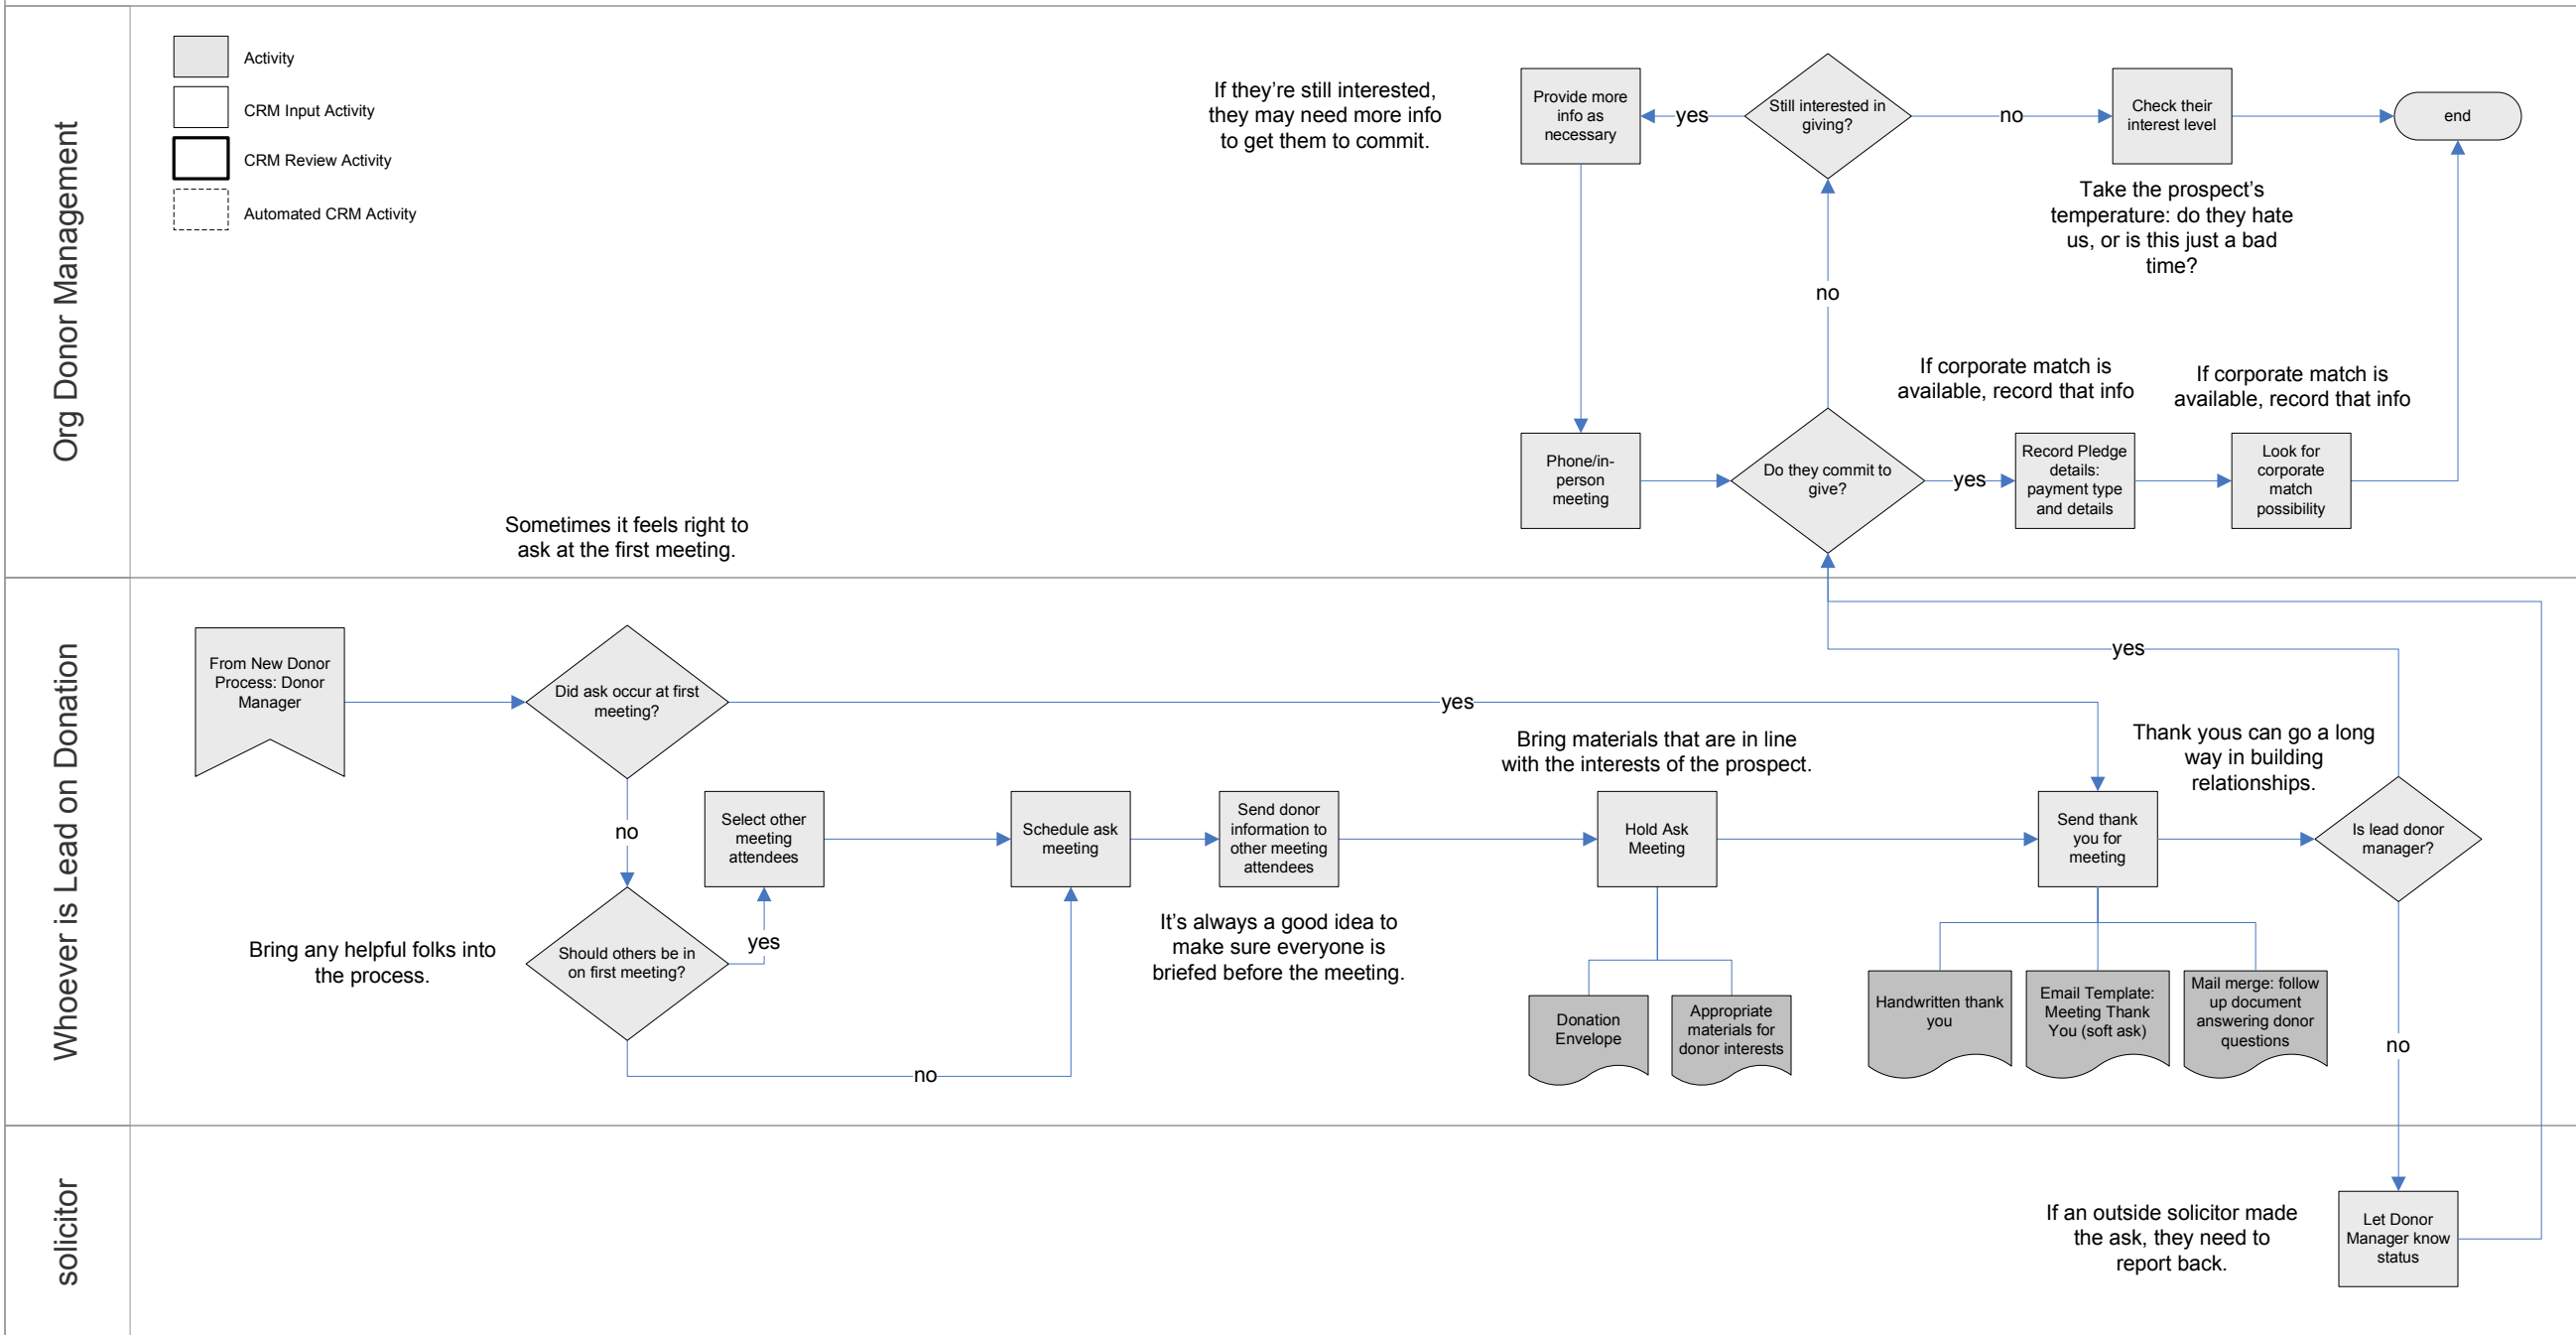 Org Donor Management
Activity
CRM Input Activity
CRM Review Activity
Automated CRM Activity
If they're still interested,
they may need more info
to get them to commit.
Provide more
info as
necessary
yes
Still interested in
giving?
no
Check their
interest level
end
Take the prospect's
temperature: do they hate
us, or is this just a bad
time?
no
If corporate match is
available, record that info
If corporate match is
available, record that info
Phone/in-
person
meeting
Do they commit to
give?
yes
Record Pledge
details:
payment type
and details
Look for
corporate
match
possibility
Sometimes it feels right to
ask at the first meeting.
Whoever is Lead on Donation
From New Donor
Process: Donor
Manager
Did ask occur at first
meeting?
yes
yes
Bring materials that are in line
with the interests of the prospect.
Thank yous can go a long
way in building
relationships.
no
Select other
meeting
attendees
Schedule ask
meeting
Send donor
information to
other meeting
attendees
Hold Ask
Meeting
Send thank
you for
meeting
Is lead donor
manager?
Bring any helpful folks into
the process.
Should others be in
on first meeting?
yes
It's always a good idea to
make sure everyone is
briefed before the meeting.
Donation
Envelope
Appropriate
materials for
donor interests
Handwritten thank
you
Email Template:
Meeting Thank
You (soft ask)
Mail merge: follow
up document
answering donor
questions
no
no
solicitor
If an outside solicitor made
the ask, they need to
report back.
Let Donor
Manager know
status